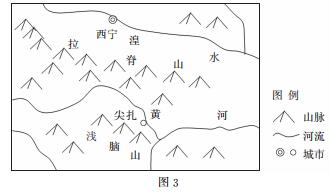 西宁 湟 水
拉 脊 山
尖扎 黄 河
浅 脑 山
图例
山脉
河流
城市
图3